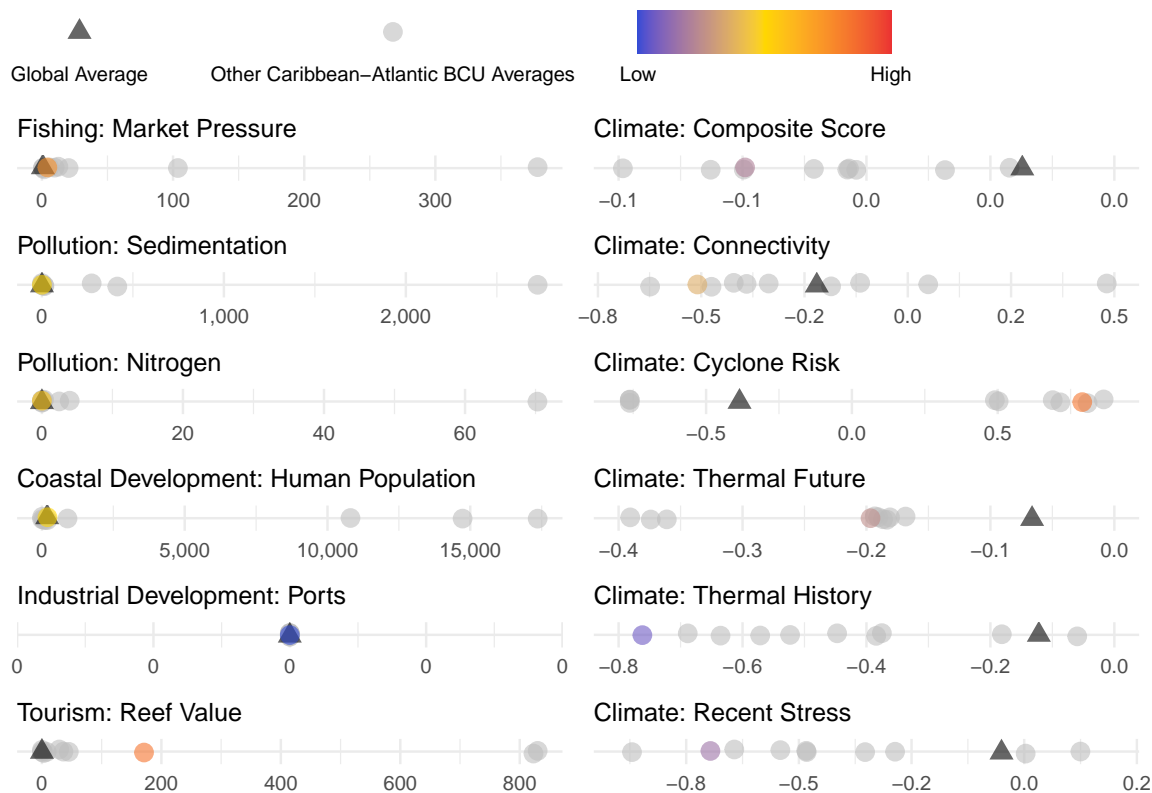 Global Average
Other Caribbean−Atlantic BCU Averages
Low
High
Fishing: Market Pressure
0 100 200 300
Pollution: Sedimentation
0 1,000 2,000
Pollution: Nitrogen
0 20 40 60
Coastal Development: Human Population
0 5,000 10,000 15,000
Industrial Development: Ports
0 0 0 0 0
Tourism: Reef Value
0 200 400 600 800
Climate: Composite Score
−0.1 −0.1 0.0 0.0 0.0
Climate: Connectivity
−0.8 −0.5 −0.2 0.0 0.2 0.5
Climate: Cyclone Risk
−0.5 0.0 0.5
Climate: Thermal Future
−0.4 −0.3 −0.2 −0.1 0.0
Climate: Thermal History
−0.8 −0.6 −0.4 −0.2 0.0
Climate: Recent Stress
−0.8 −0.5 −0.2 0.0 0.2